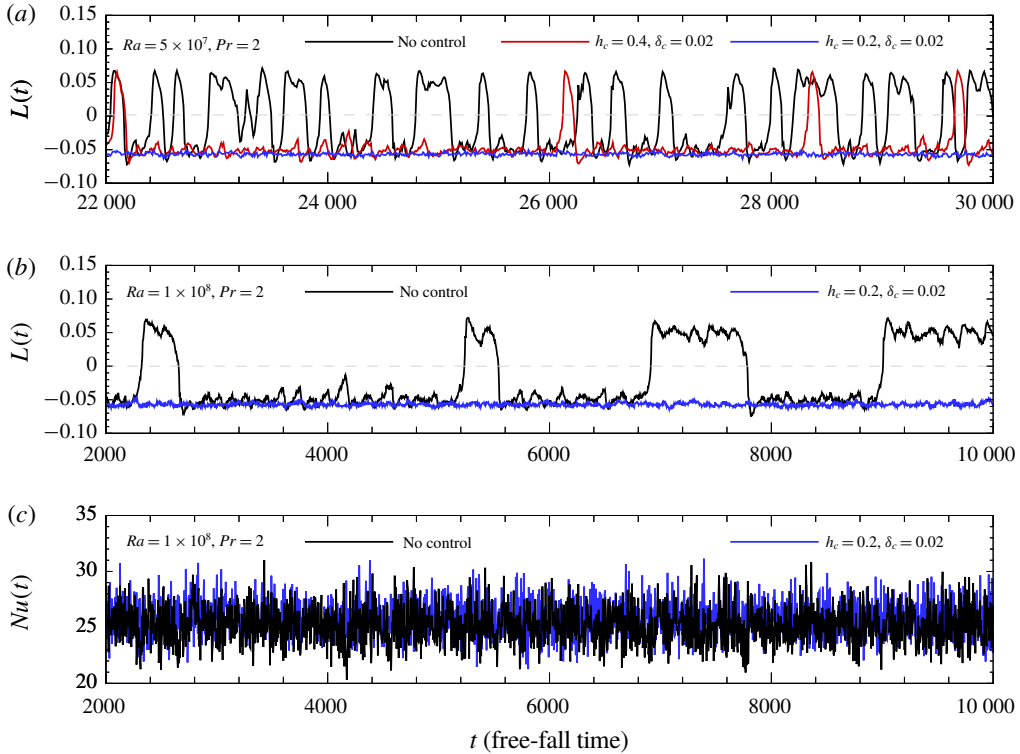 (a)
0.15
0.10
0.05
0
−0.05
−0.10
L(t)
Ra = 5 × 10⁷, Pr = 2
No control
h_c = 0.4, δ_c = 0.02
h_c = 0.2, δ_c = 0.02
22 000 24 000 26 000 28 000 30 000
(b)
0.15
0.10
0.05
0
−0.05
−0.10
L(t)
Ra = 1 × 10⁸, Pr = 2
No control
h_c = 0.2, δ_c = 0.02
2000 4000 6000 8000 10 000
(c)
35
30
25
20
Nu(t)
Ra = 1 × 10⁸, Pr = 2
No control
h_c = 0.2, δ_c = 0.02
2000 4000 6000 8000 10 000
t (free-fall time)